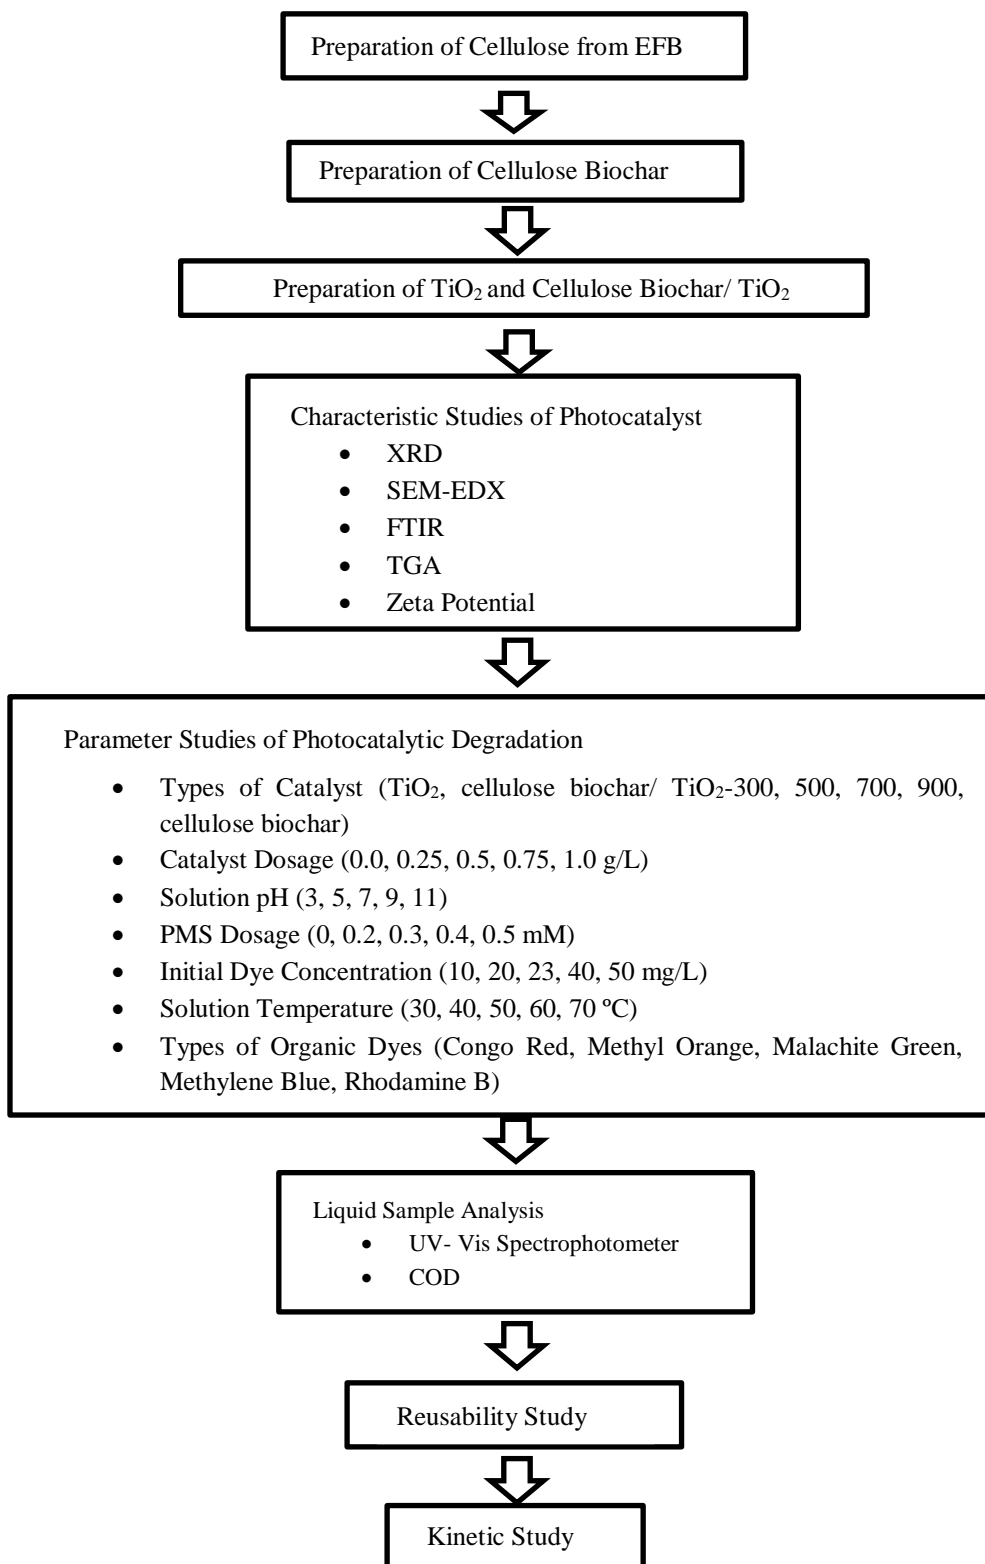 Preparation of Cellulose from EFB
Preparation of Cellulose Biochar
Preparation of TiO₂ and Cellulose Biochar/ TiO₂
Characteristic Studies of Photocatalyst
• XRD
• SEM-EDX
• FTIR
• TGA
• Zeta Potential
Parameter Studies of Photocatalytic Degradation
• Types of Catalyst (TiO₂, cellulose biochar/ TiO₂-300, 500, 700, 900,
cellulose biochar)
• Catalyst Dosage (0.0, 0.25, 0.5, 0.75, 1.0 g/L)
• Solution pH (3, 5, 7, 9, 11)
• PMS Dosage (0, 0.2, 0.3, 0.4, 0.5 mM)
• Initial Dye Concentration (10, 20, 23, 40, 50 mg/L)
• Solution Temperature (30, 40, 50, 60, 70 ºC)
• Types of Organic Dyes (Congo Red, Methyl Orange, Malachite Green,
Methylene Blue, Rhodamine B)
Liquid Sample Analysis
• UV- Vis Spectrophotometer
• COD
Reusability Study
Kinetic Study